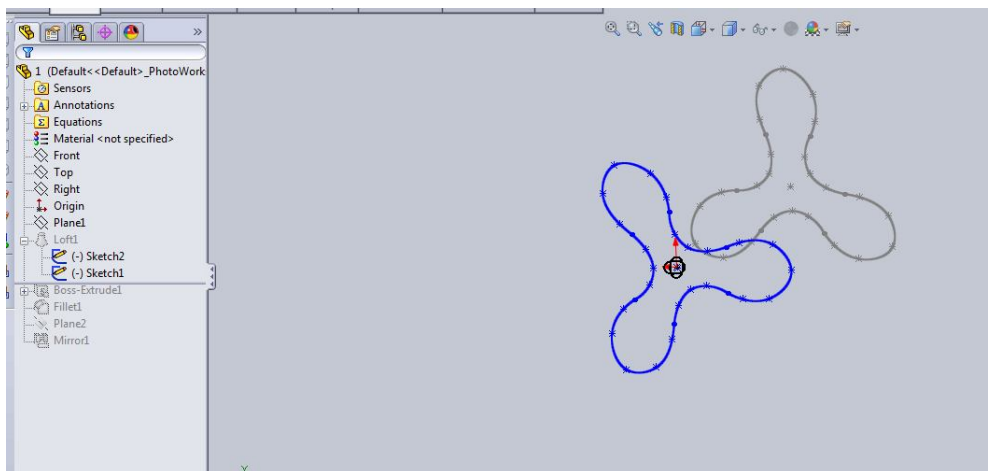 »
1 (Default<<Default>_PhotoWork
Sensors
A Annotations
Σ Equations
Material <not specified>
Front
Top
Right
Origin
Plane1
Loft1
(-) Sketch2
(-) Sketch1
Boss-Extrude1
Fillet1
Plane2
Mirror1
Y